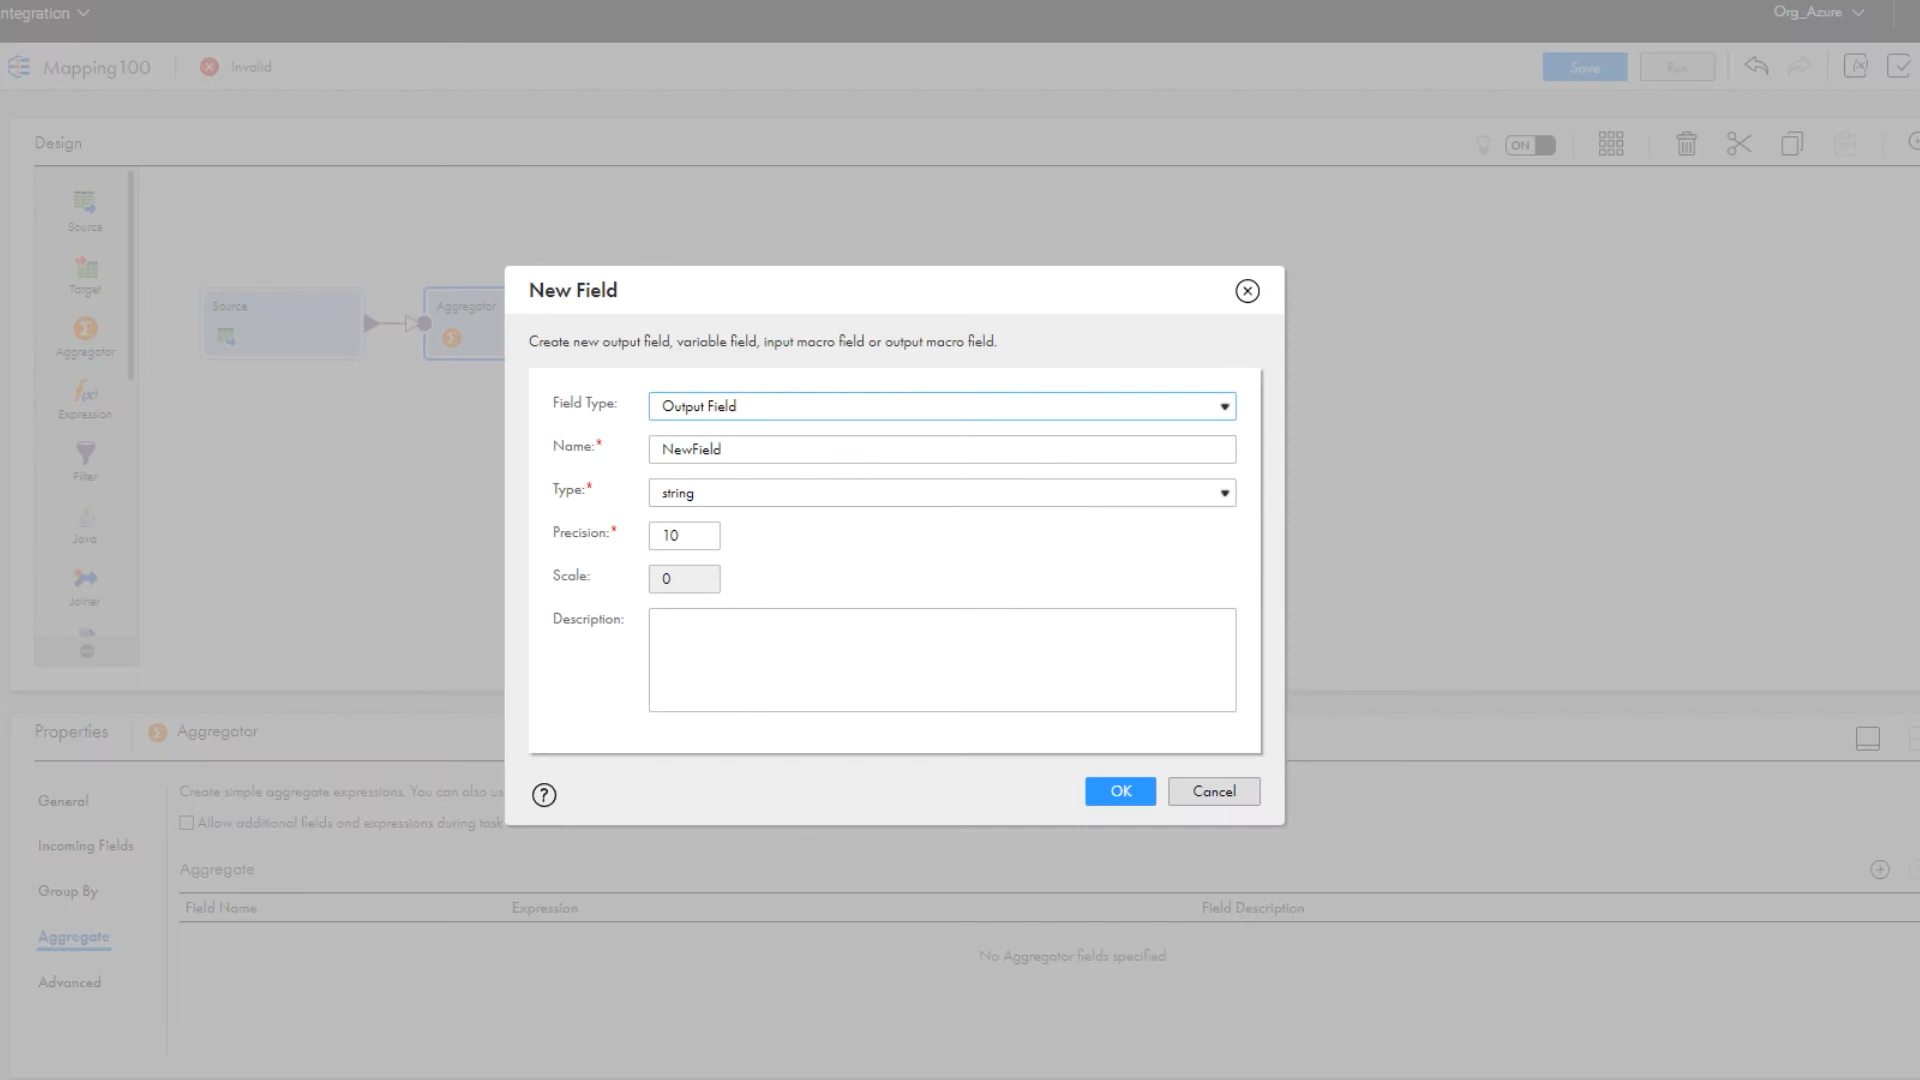 ntegration
Org_Azure
Mapping100
Invalid
Save
Run
Design
ON
Source
Target
Aggregator
Expression
Filter
Java
Joiner
Source
Aggregator
New Field
Create new output field, variable field, input macro field or output macro field.
Field Type:
Output Field
Name:*
NewField
Type:*
string
Precision:*
10
Scale:
0
Description:
?
OK
Cancel
Properties
Aggregator
General
Incoming Fields
Group By
Aggregate
Advanced
Create simple aggregate expressions. You can also us
Allow additional fields and expressions during task
Aggregate
Field Name
Expression
Field Description
No Aggregator fields specified